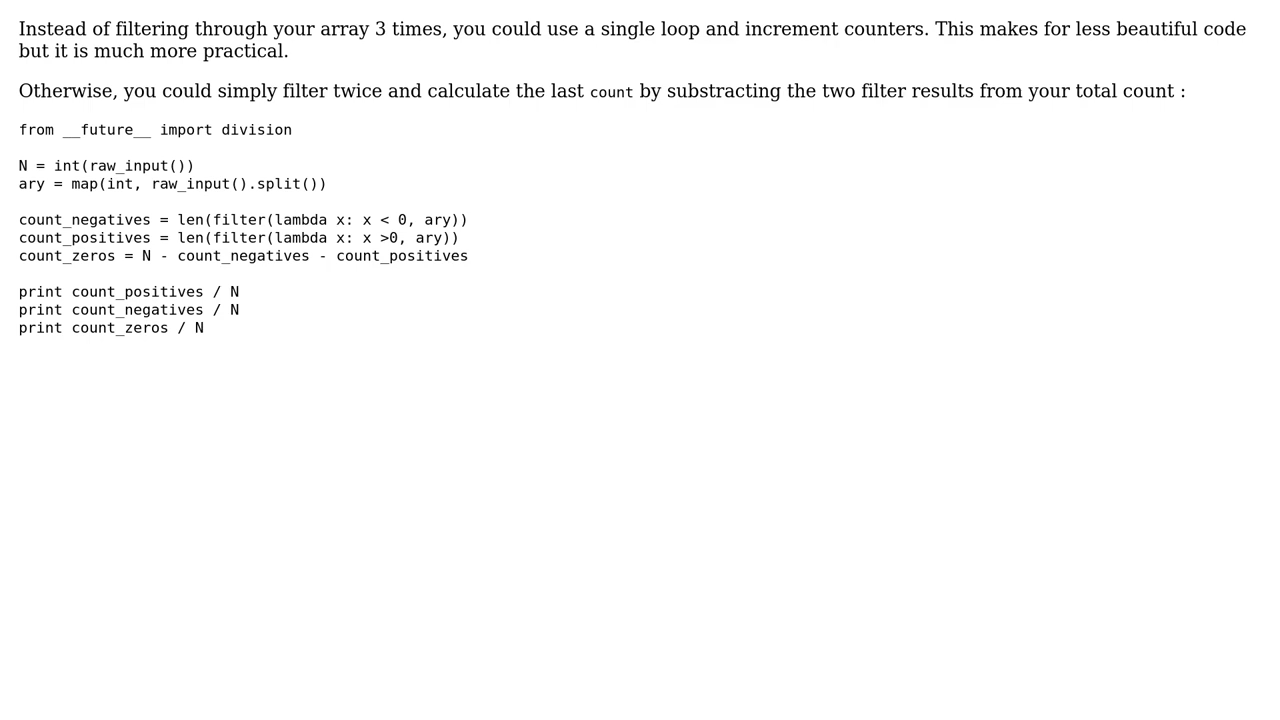 Instead of filtering through your array 3 times, you could use a single loop and increment counters. This makes for less beautiful code
but it is much more practical.
Otherwise, you could simply filter twice and calculate the last count by substracting the two filter results from your total count :
from __future__ import division
N = int(raw_input())
ary = map(int, raw_input().split())
count_negatives = len(filter(lambda x: x < 0, ary))
count_positives = len(filter(lambda x: x >0, ary))
count_zeros = N - count_negatives - count_positives
print count_positives / N
print count_negatives / N
print count_zeros / N